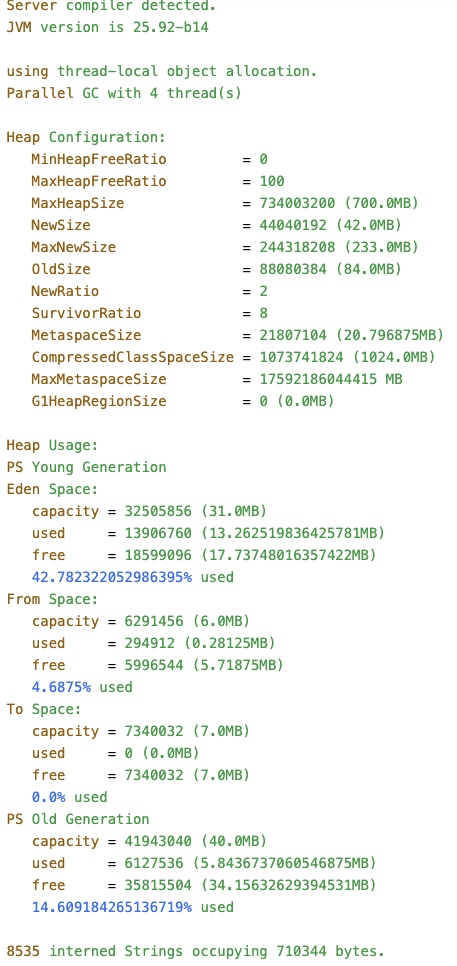 Server compiler detected.
JVM version is 25.92-b14

using thread-local object allocation.
Parallel GC with 4 thread(s)

Heap Configuration:
   MinHeapFreeRatio         = 0
   MaxHeapFreeRatio         = 100
   MaxHeapSize              = 734003200 (700.0MB)
   NewSize                  = 44040192 (42.0MB)
   MaxNewSize               = 244318208 (233.0MB)
   OldSize                  = 88080384 (84.0MB)
   NewRatio                 = 2
   SurvivorRatio            = 8
   MetaspaceSize            = 21807104 (20.796875MB)
   CompressedClassSpaceSize = 1073741824 (1024.0MB)
   MaxMetaspaceSize         = 17592186044415 MB
   G1HeapRegionSize         = 0 (0.0MB)

Heap Usage:
PS Young Generation
Eden Space:
   capacity = 32505856 (31.0MB)
   used     = 13906760 (13.262519836425781MB)
   free     = 18599096 (17.73748016357422MB)
   42.782322052986395% used
From Space:
   capacity = 6291456 (6.0MB)
   used     = 294912 (0.28125MB)
   free     = 5996544 (5.71875MB)
   4.6875% used
To Space:
   capacity = 7340032 (7.0MB)
   used     = 0 (0.0MB)
   free     = 7340032 (7.0MB)
   0.0% used
PS Old Generation
   capacity = 41943040 (40.0MB)
   used     = 6127536 (5.8436737060546875MB)
   free     = 35815504 (34.15632629394531MB)
   14.609184265136719% used

8535 interned Strings occupying 710344 bytes.